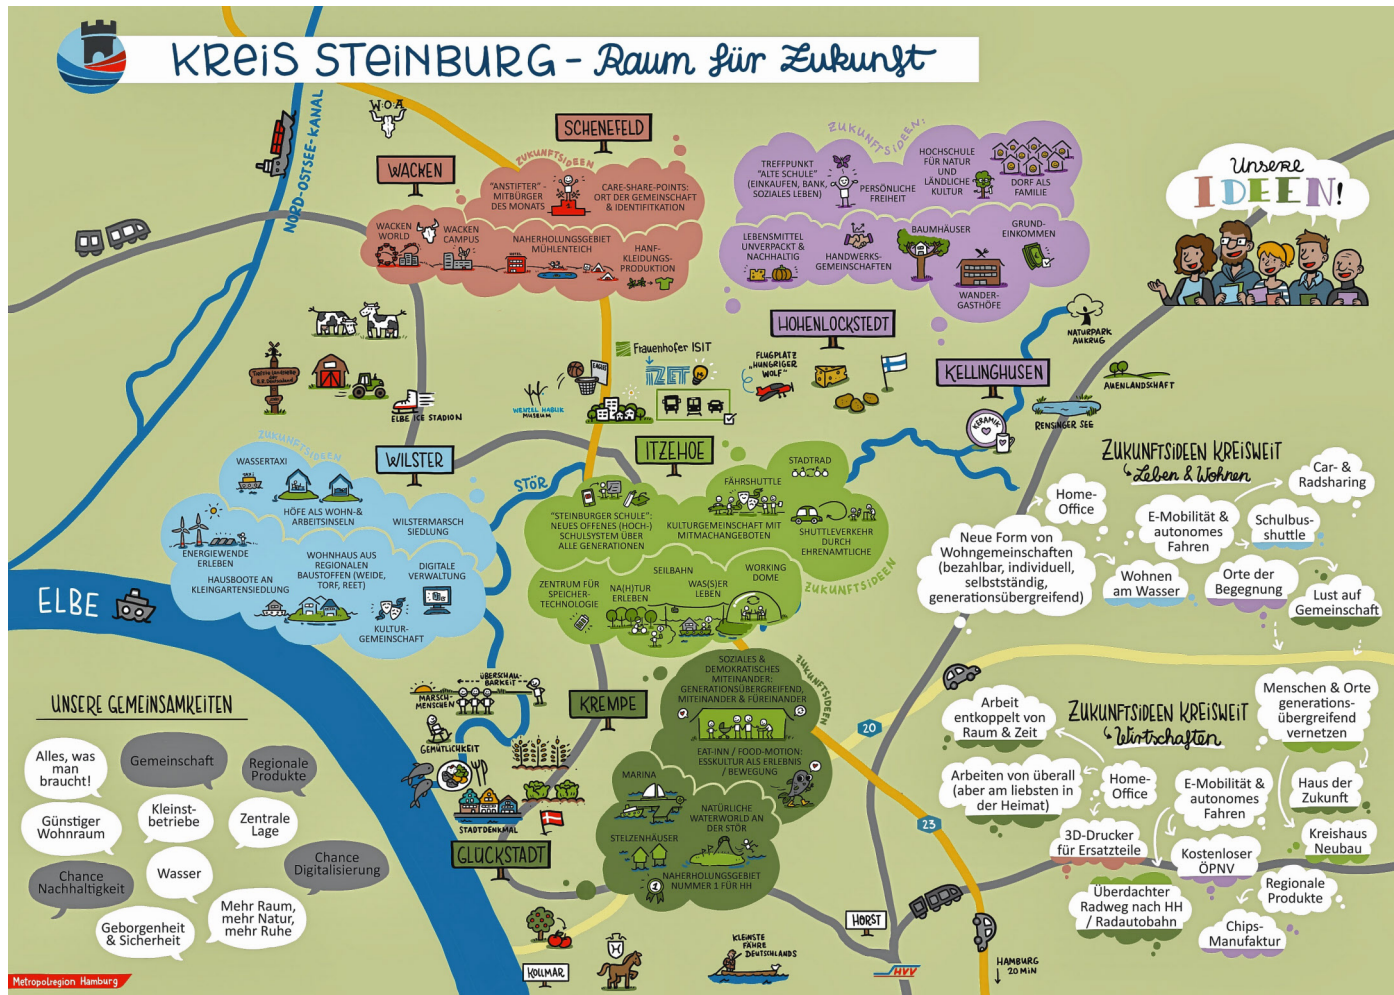 KREIS STEINBURG - Raum für Zukunft
NORD-OSTSEE-KANAL
W:O:A
SCHENEFELD
WACKEN
ZUKUNFTSIDEEN
"ANSTIFTER" -
MITBÜRGER
DES MONATS
CARE-SHARE-POINTS:
ORT DER GEMEINSCHAFT
& IDENTIFITKATION
WACKEN
WORLD
WACKEN
CAMPUS
NAHERHOLUNGSGEBIET
MÜHLENTEICH
HANF-
KLEIDUNGS-
PRODUKTION
ZUKUNFTSIDEEN:
TREFFPUNKT
"ALTE SCHULE"
(EINKAUFEN, BANK,
SOZIALES LEBEN)
PERSÖNLICHE
FREIHEIT
HOCHSCHULE
FÜR NATUR
UND
LÄNDLICHE
KULTUR
DORF ALS
FAMILIE
LEBENSMITTEL
UNVERPACKT &
NACHHALTIG
HANDWERKS-
GEMEINSCHAFTEN
BAUMHÄUSER
GRUND-
EINKOMMEN
WANDER-
GASTHÖFE
Unsere
IDEEN!
HOHENLOCKSTEDT
KELLINGHUSEN
NATURPARK
AUKRUG
AUENLANDSCHAFT
RENSINGER SEE
KERAMIK
FLUGPLATZ
„HUNGRIGER
WOLF"
Frauenhofer ISIT
IZET
EAGLES
WENZEL HABLIK
MUSEUM
ELBE ICE STADION
ITZEHOE
WILSTER
STÖR
ZUKUNFTSIDEEN
WASSERTAXI
HÖFE ALS WOHN-&
ARBEITSINSELN
WILSTERMARSCH
SIEDLUNG
ENERGIEWENDE
ERLEBEN
WOHNHAUS AUS
REGIONALEN
BAUSTOFFEN (WEIDE,
TORF, REET)
DIGITALE
VERWALTUNG
HAUSBOOTE AN
KLEINGARTENSIEDLUNG
KULTUR-
GEMEINSCHAFT
STADTRAD
FÄHRSHUTTLE
"STEINBURGER SCHULE":
NEUES OFFENES (HOCH-)
SCHULSYSTEM ÜBER
ALLE GENERATIONEN
KULTURGEMEINSCHAFT MIT
MITMACHANGEBOTEN
SHUTTLEVERKEHR
DURCH
EHRENAMTLICHE
ZENTRUM FÜR
SPEICHER-
TECHNOLOGIE
NA(H)TUR
ERLEBEN
SEILBAHN
WAS(S)ER
LEBEN
WORKING
DOME
ZUKUNFTSIDEEN
ELBE
KREMPE
ZUKUNFTSIDEEN
SOZIALES &
DEMOKRATISCHES
MITEINANDER:
GENERATIONSÜBERGREIFEND,
MITEINANDER & FÜREINANDER
EAT-INN / FOOD-MOTION:
ESSKULTUR ALS ERLEBNIS
/ BEWEGUNG
MARINA
NATÜRLICHE
WATERWORLD AN
DER STÖR
STELZENHÄUSER
NAHERHOLUNGSGEBIET
NUMMER 1 FÜR HH
1
ÜBERSCHAU-
BARKEIT
MARSCH-
MENSCHEN
GEMÜTLICHKEIT
STADTDENKMAL
GLÜCKSTADT
KOLLMAR
KLEINSTE
FÄHRE
DEUTSCHLANDS
HORST
HVV
HAMBURG
20 MIN
20
23
UNSERE GEMEINSAMKEITEN
Alles, was
man
braucht!
Gemeinschaft
Regionale
Produkte
Günstiger
Wohnraum
Kleinst-
betriebe
Zentrale
Lage
Chance
Nachhaltigkeit
Wasser
Chance
Digitalisierung
Geborgenheit
& Sicherheit
Mehr Raum,
mehr Natur,
mehr Ruhe
Metropolregion Hamburg
ZUKUNFTSIDEEN KREISWEIT
Leben & Wohnen
Home-
Office
Car- &
Radsharing
E-Mobilität &
autonomes
Fahren
Schulbus-
shuttle
Neue Form von
Wohngemeinschaften
(bezahlbar, individuell,
selbstständig,
generationsübergreifend)
Wohnen
am Wasser
Orte der
Begegnung
Lust auf
Gemeinschaft
ZUKUNFTSIDEEN KREISWEIT
Wirtschaften
Arbeit
entkoppelt von
Raum & Zeit
Menschen & Orte
generations-
übergreifend
vernetzen
Arbeiten von überall
(aber am liebsten in
der Heimat)
Home-
Office
E-Mobilität &
autonomes
Fahren
Haus der
Zukunft
3D-Drucker
für Ersatzteile
Kostenloser
ÖPNV
Kreishaus
Neubau
Überdachter
Radweg nach HH
/ Radautobahn
Regionale
Produkte
Chips-
Manufaktur